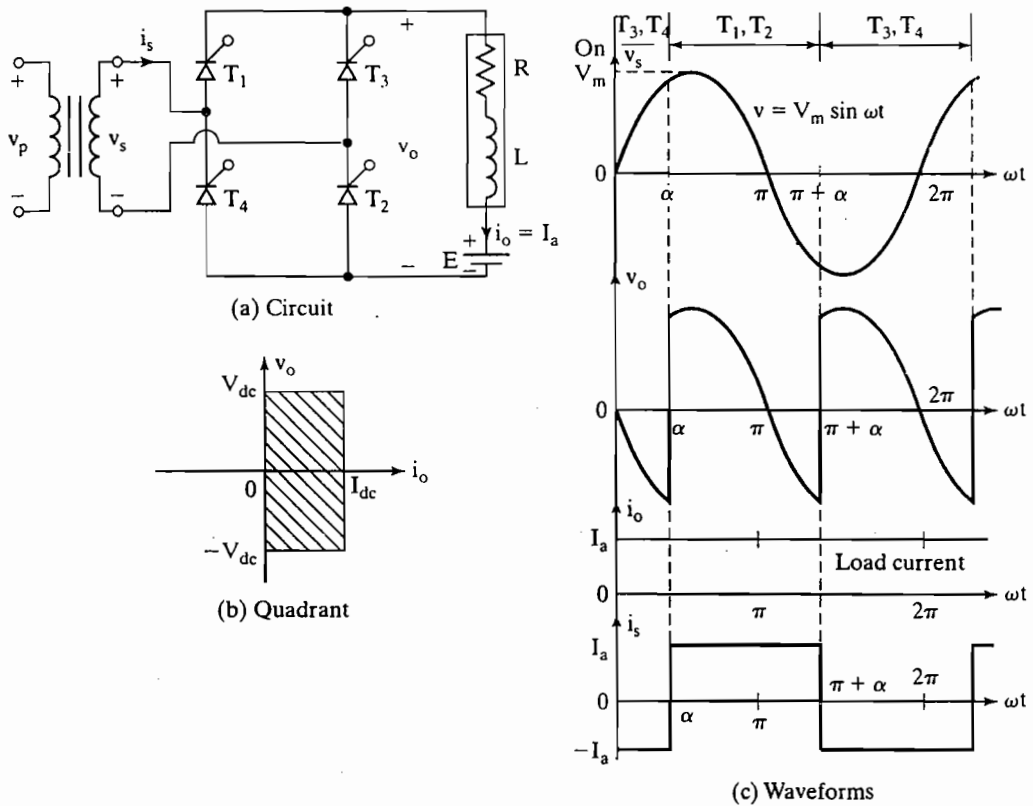 i_s
T_1
T_3
+
+
+
R
v_p
v_s
v_o
L
T_4
T_2
−
−
−
i_o = I_a
+
E
−
(a) Circuit
v_o
V_dc
0
I_dc
i_o
−V_dc
(b) Quadrant
T_3, T_4
T_1, T_2
T_3, T_4
On
v_s
V_m
v = V_m sin ωt
0
α
π
π + α
2π
ωt
v_o
0
α
π
π + α
2π
ωt
i_o
I_a
Load current
0
π
2π
ωt
i_s
I_a
0
α
π
π + α
2π
ωt
−I_a
(c) Waveforms